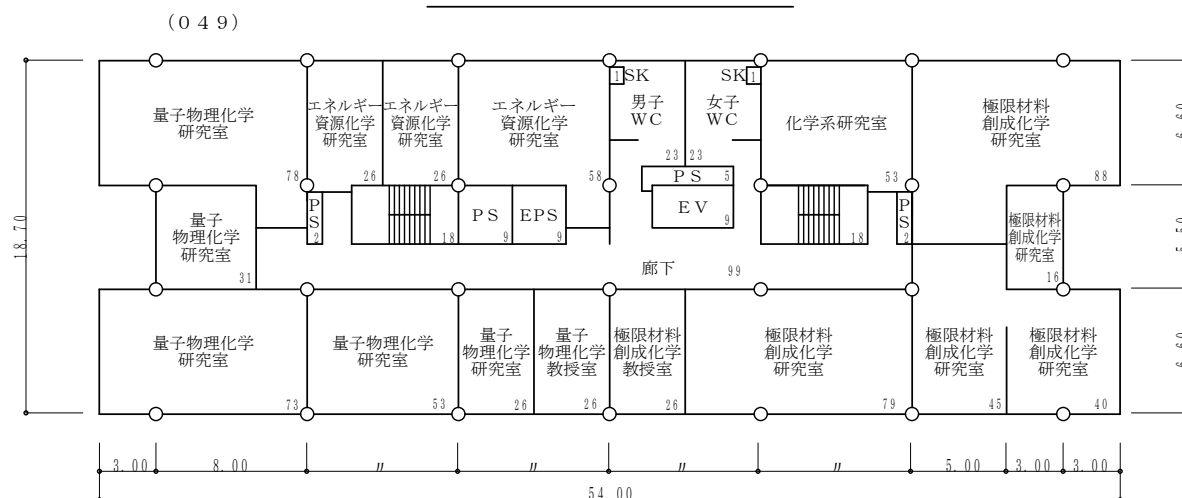 (049)
量子物理化学
研究室
78
エネルギー
資源化学
研究室
26
エネルギー
資源化学
研究室
26
エネルギー
資源化学
研究室
58
1
SK
男子
WC
23
SK
1
女子
WC
23
化学系研究室
53
極限材料
創成化学
研究室
88
PS
5
EV
9
量子
物理化学
研究室
31
PS
2
18
PS
9
EPS
9
18
PS
2
極限材料
創成化学
研究室
16
廊下
99
量子物理化学
研究室
73
量子物理化学
研究室
53
量子
物理化学
研究室
26
量子
物理化学
教授室
26
極限材料
創成化学
教授室
26
極限材料
創成化学
研究室
79
極限材料
創成化学
研究室
45
極限材料
創成化学
研究室
40
18.70
6.60
5.50
6.60
3.00
8.00
〃
〃
〃
〃
5.00
3.00
3.00
54.00